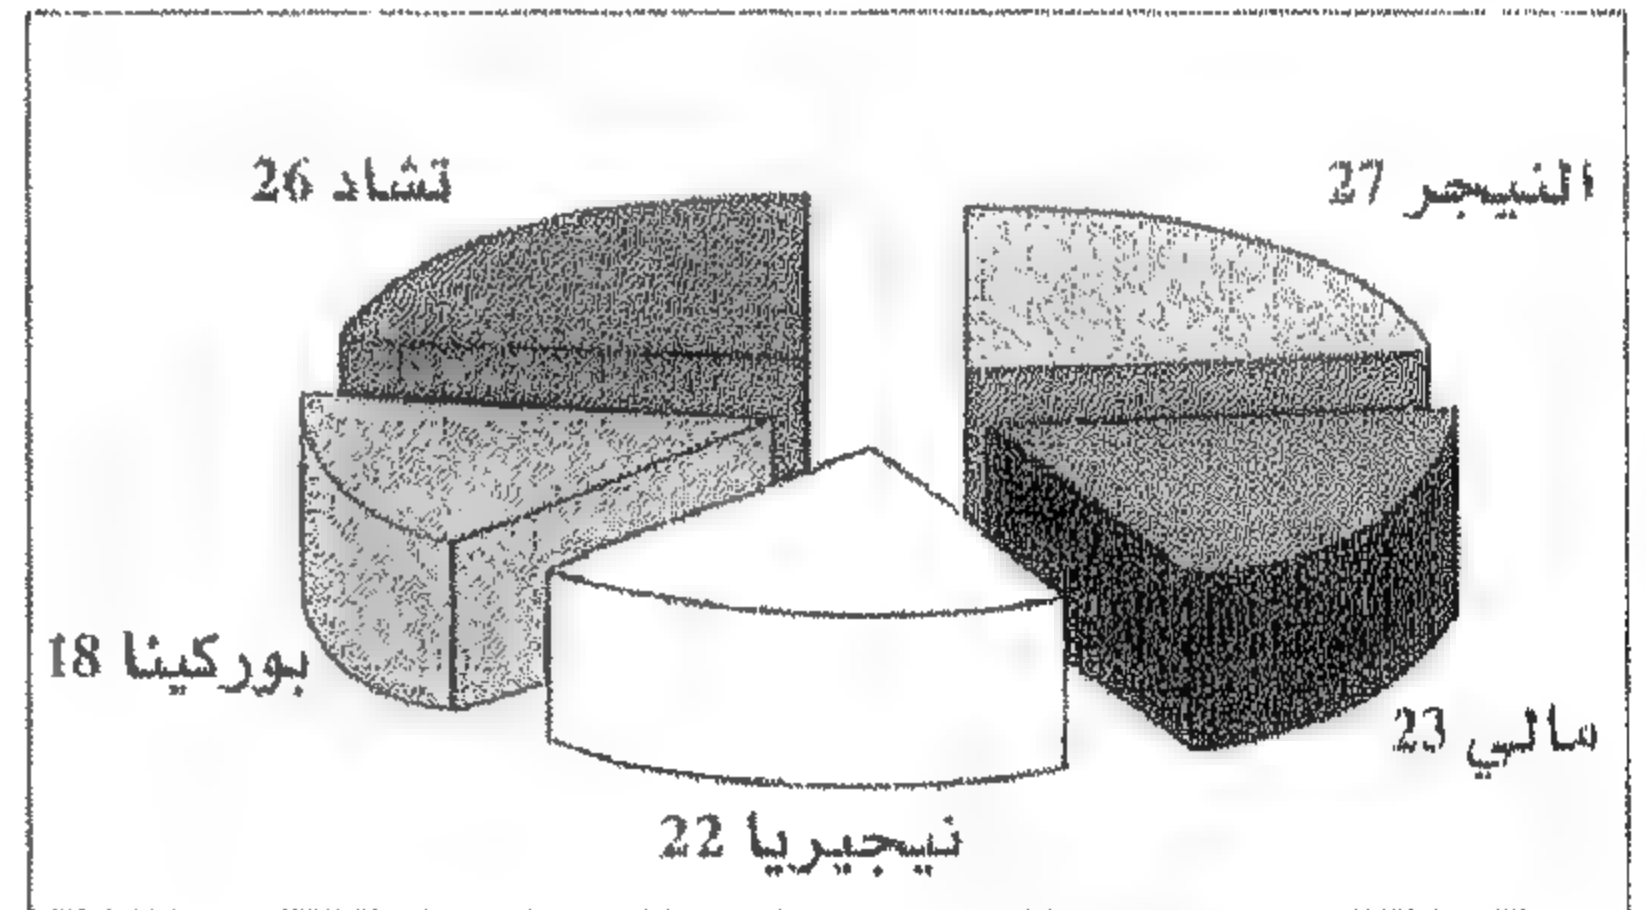 تشاد 26
النيجر 27
بوركينا 18
مالي 23
نيجيريا 22